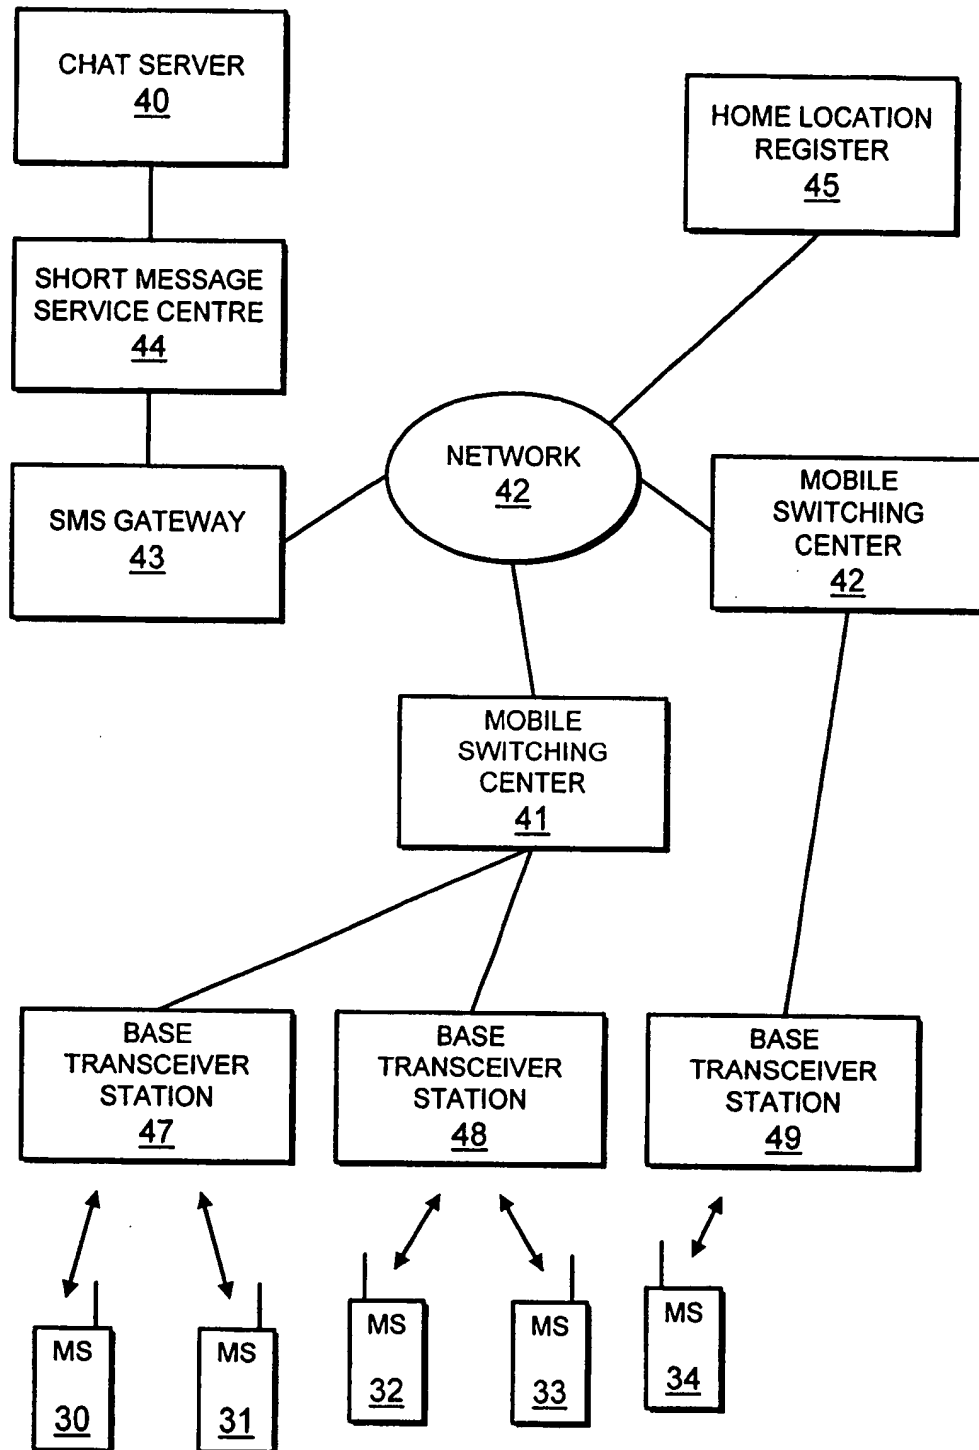 CHAT SERVER
40
HOME LOCATION
REGISTER
45
SHORT MESSAGE
SERVICE CENTRE
44
NETWORK
42
MOBILE
SWITCHING
CENTER
42
SMS GATEWAY
43
MOBILE
SWITCHING
CENTER
41
BASE
TRANSCEIVER
STATION
47
BASE
TRANSCEIVER
STATION
48
BASE
TRANSCEIVER
STATION
49
MS
30
MS
31
MS
32
MS
33
MS
34